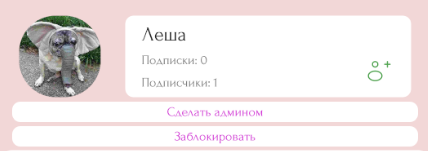 Леша
Подписки: 0
Подписчики: 1
Сделать админом
Заблокировать